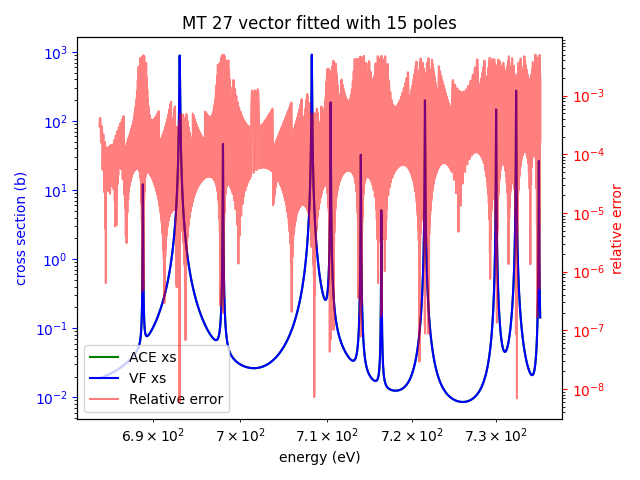 MT 27 vector fitted with 15 poles
cross section (b)
10³
10²
10¹
10⁰
10⁻¹
10⁻²
relative error
10⁻³
10⁻⁴
10⁻⁵
10⁻⁶
10⁻⁷
10⁻⁸
ACE xs
VF xs
Relative error
6.9 × 10² 7 × 10² 7.1 × 10² 7.2 × 10² 7.3 × 10²
energy (eV)